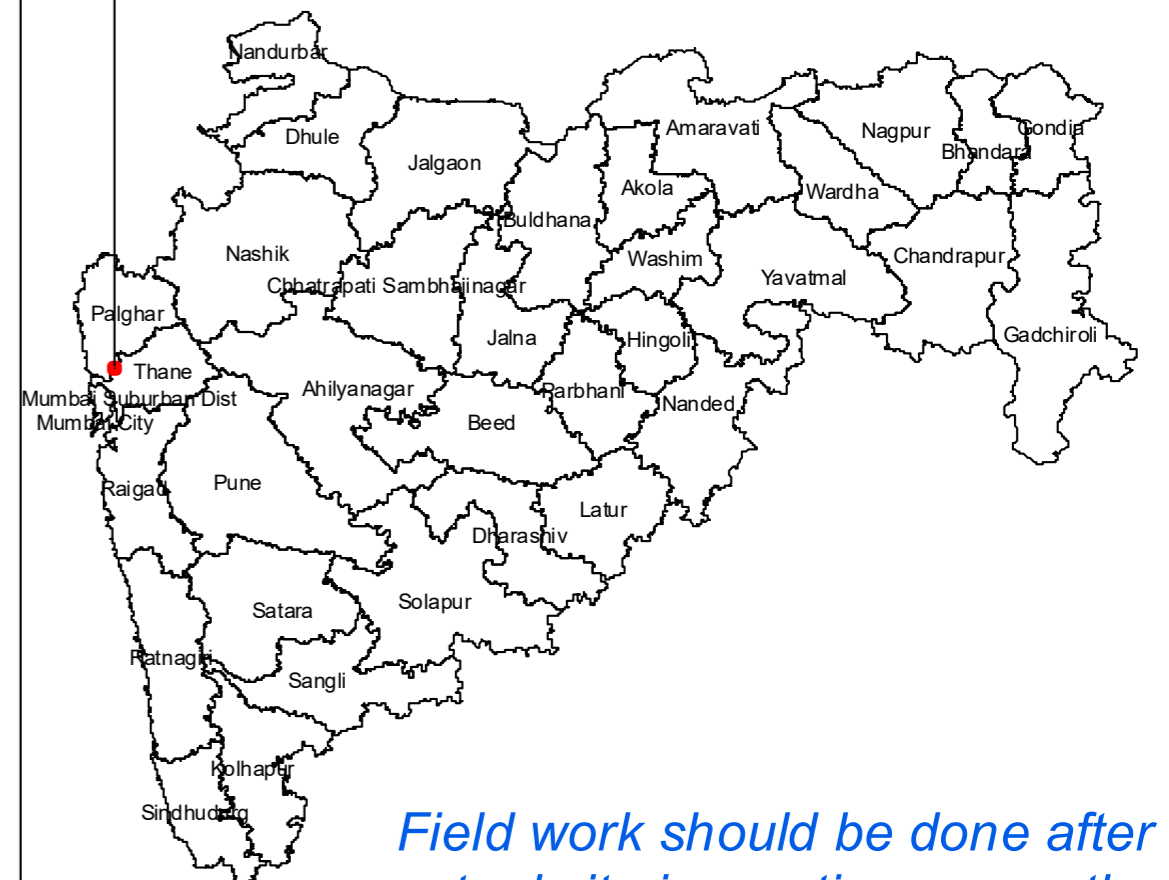 Nandurbar
Dhule
Jalgaon
Amaravati
Nagpur
Gondia
Bhandara
Akola
Wardha
Buldhana
Nashik
Washim
Chandrapur
Chhatrapati Sambhajinagar
Yavatmal
Palghar
Jalna
Hingoli
Gadchiroli
Thane
Ahilyanagar
Parbhani
Mumbai Suburban Dist
Nanded
Mumbai City
Beed
Raigad
Pune
Latur
Dharashiv
Satara
Solapur
Ratnagiri
Sangli
Kolhapur
Sindhudurg
Field work should be done after